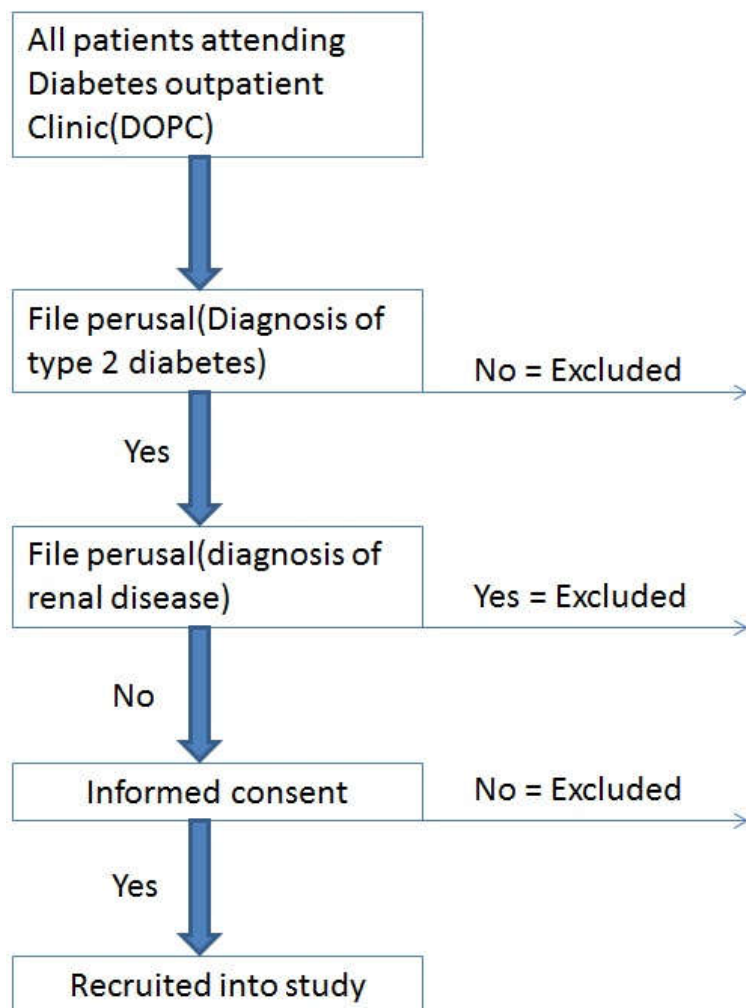 All patients attending
Diabetes outpatient
Clinic(DOPC)
File perusal(Diagnosis of
type 2 diabetes)
No = Excluded
Yes
File perusal(diagnosis of
renal disease)
Yes = Excluded
No
Informed consent
No = Excluded
Yes
Recruited into study